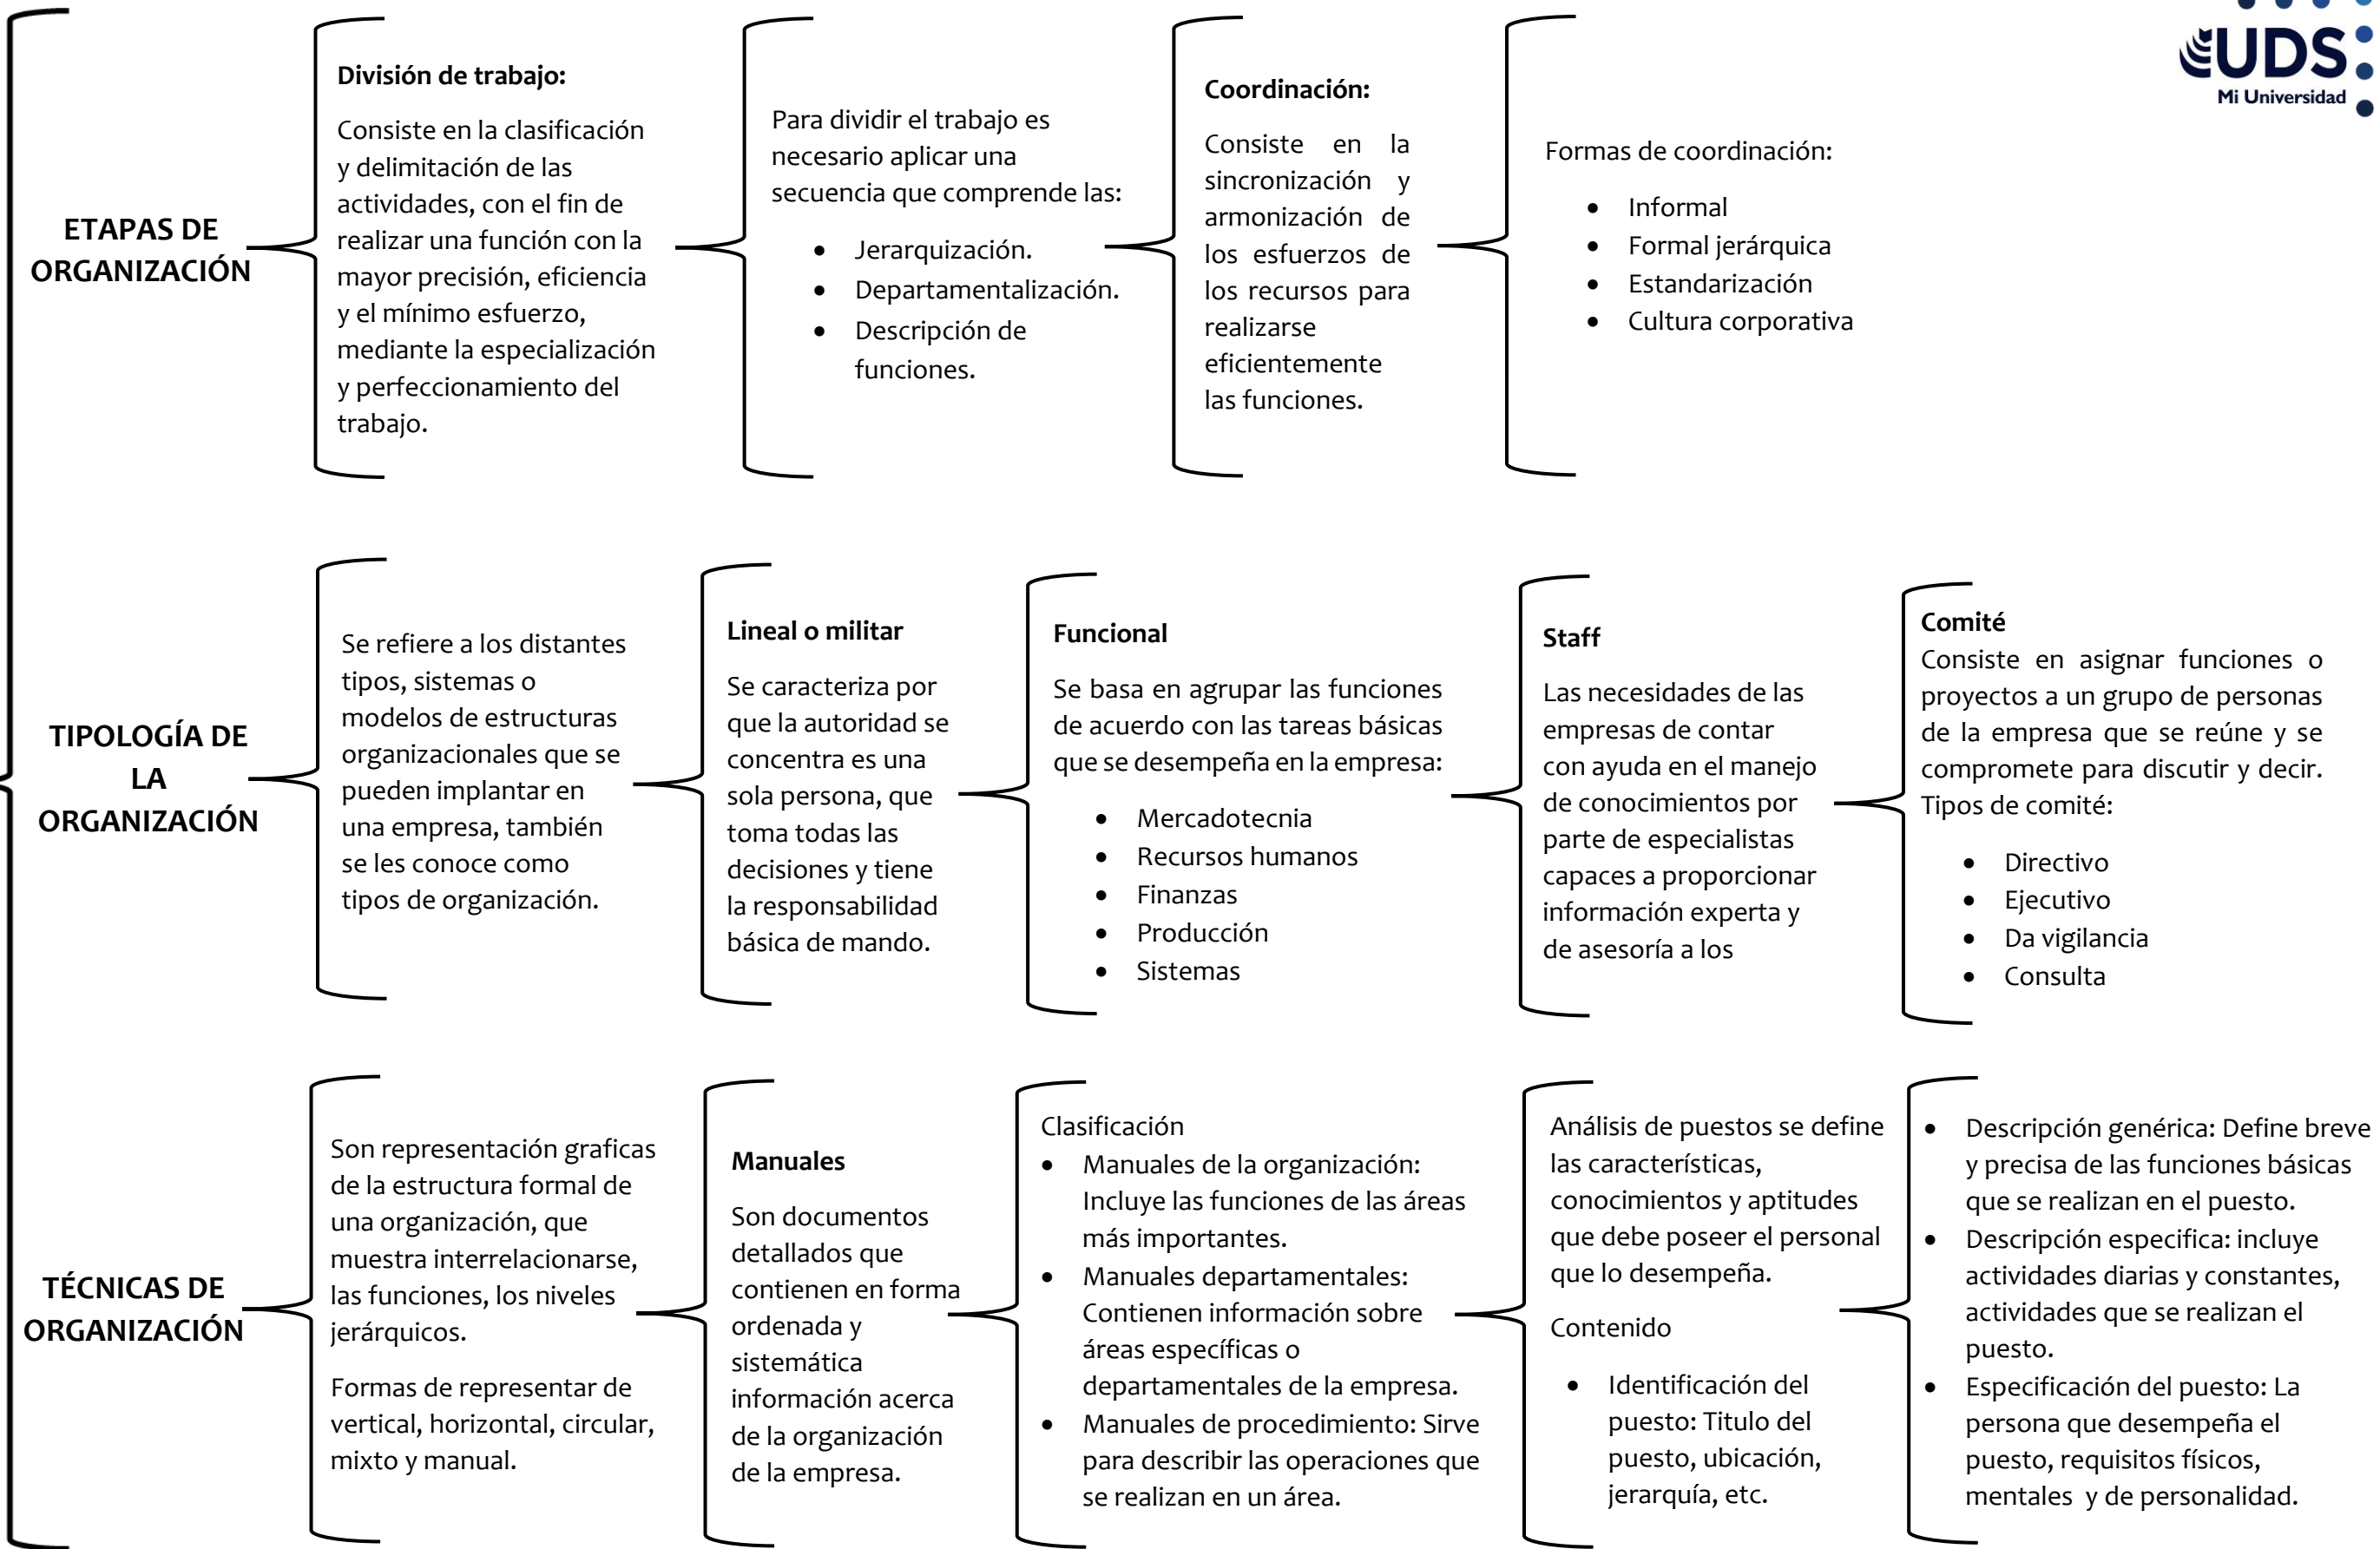 UDS
Mi Universidad
ETAPAS DE
ORGANIZACIÓN
División de trabajo:
Consiste en la clasificación
y delimitación de las
actividades, con el fin de
realizar una función con la
mayor precisión, eficiencia
y el mínimo esfuerzo,
mediante la especialización
y perfeccionamiento del
trabajo.
Para dividir el trabajo es
necesario aplicar una
secuencia que comprende las:
• Jerarquización.
• Departamentalización.
• Descripción de
funciones.
Coordinación:
Consiste en la
sincronización y
armonización de
los esfuerzos de
los recursos para
realizarse
eficientemente
las funciones.
Formas de coordinación:
• Informal
• Formal jerárquica
• Estandarización
• Cultura corporativa
TIPOLOGÍA DE
LA
ORGANIZACIÓN
Se refiere a los distantes
tipos, sistemas o
modelos de estructuras
organizacionales que se
pueden implantar en
una empresa, también
se les conoce como
tipos de organización.
Lineal o militar
Se caracteriza por
que la autoridad se
concentra es una
sola persona, que
toma todas las
decisiones y tiene
la responsabilidad
básica de mando.
Funcional
Se basa en agrupar las funciones
de acuerdo con las tareas básicas
que se desempeña en la empresa:
• Mercadotecnia
• Recursos humanos
• Finanzas
• Producción
• Sistemas
Staff
Las necesidades de las
empresas de contar
con ayuda en el manejo
de conocimientos por
parte de especialistas
capaces a proporcionar
información experta y
de asesoría a los
Comité
Consiste en asignar funciones o
proyectos a un grupo de personas
de la empresa que se reúne y se
compromete para discutir y decir.
Tipos de comité:
• Directivo
• Ejecutivo
• Da vigilancia
• Consulta
TÉCNICAS DE
ORGANIZACIÓN
Son representación graficas
de la estructura formal de
una organización, que
muestra interrelacionarse,
las funciones, los niveles
jerárquicos.
Formas de representar de
vertical, horizontal, circular,
mixto y manual.
Manuales
Son documentos
detallados que
contienen en forma
ordenada y
sistemática
información acerca
de la organización
de la empresa.
Clasificación
• Manuales de la organización:
Incluye las funciones de las áreas
más importantes.
• Manuales departamentales:
Contienen información sobre
áreas específicas o
departamentales de la empresa.
• Manuales de procedimiento: Sirve
para describir las operaciones que
se realizan en un área.
Análisis de puestos se define
las características,
conocimientos y aptitudes
que debe poseer el personal
que lo desempeña.
Contenido
• Identificación del
puesto: Titulo del
puesto, ubicación,
jerarquía, etc.
• Descripción genérica: Define breve
y precisa de las funciones básicas
que se realizan en el puesto.
• Descripción especifica: incluye
actividades diarias y constantes,
actividades que se realizan el
puesto.
• Especificación del puesto: La
persona que desempeña el
puesto, requisitos físicos,
mentales y de personalidad.